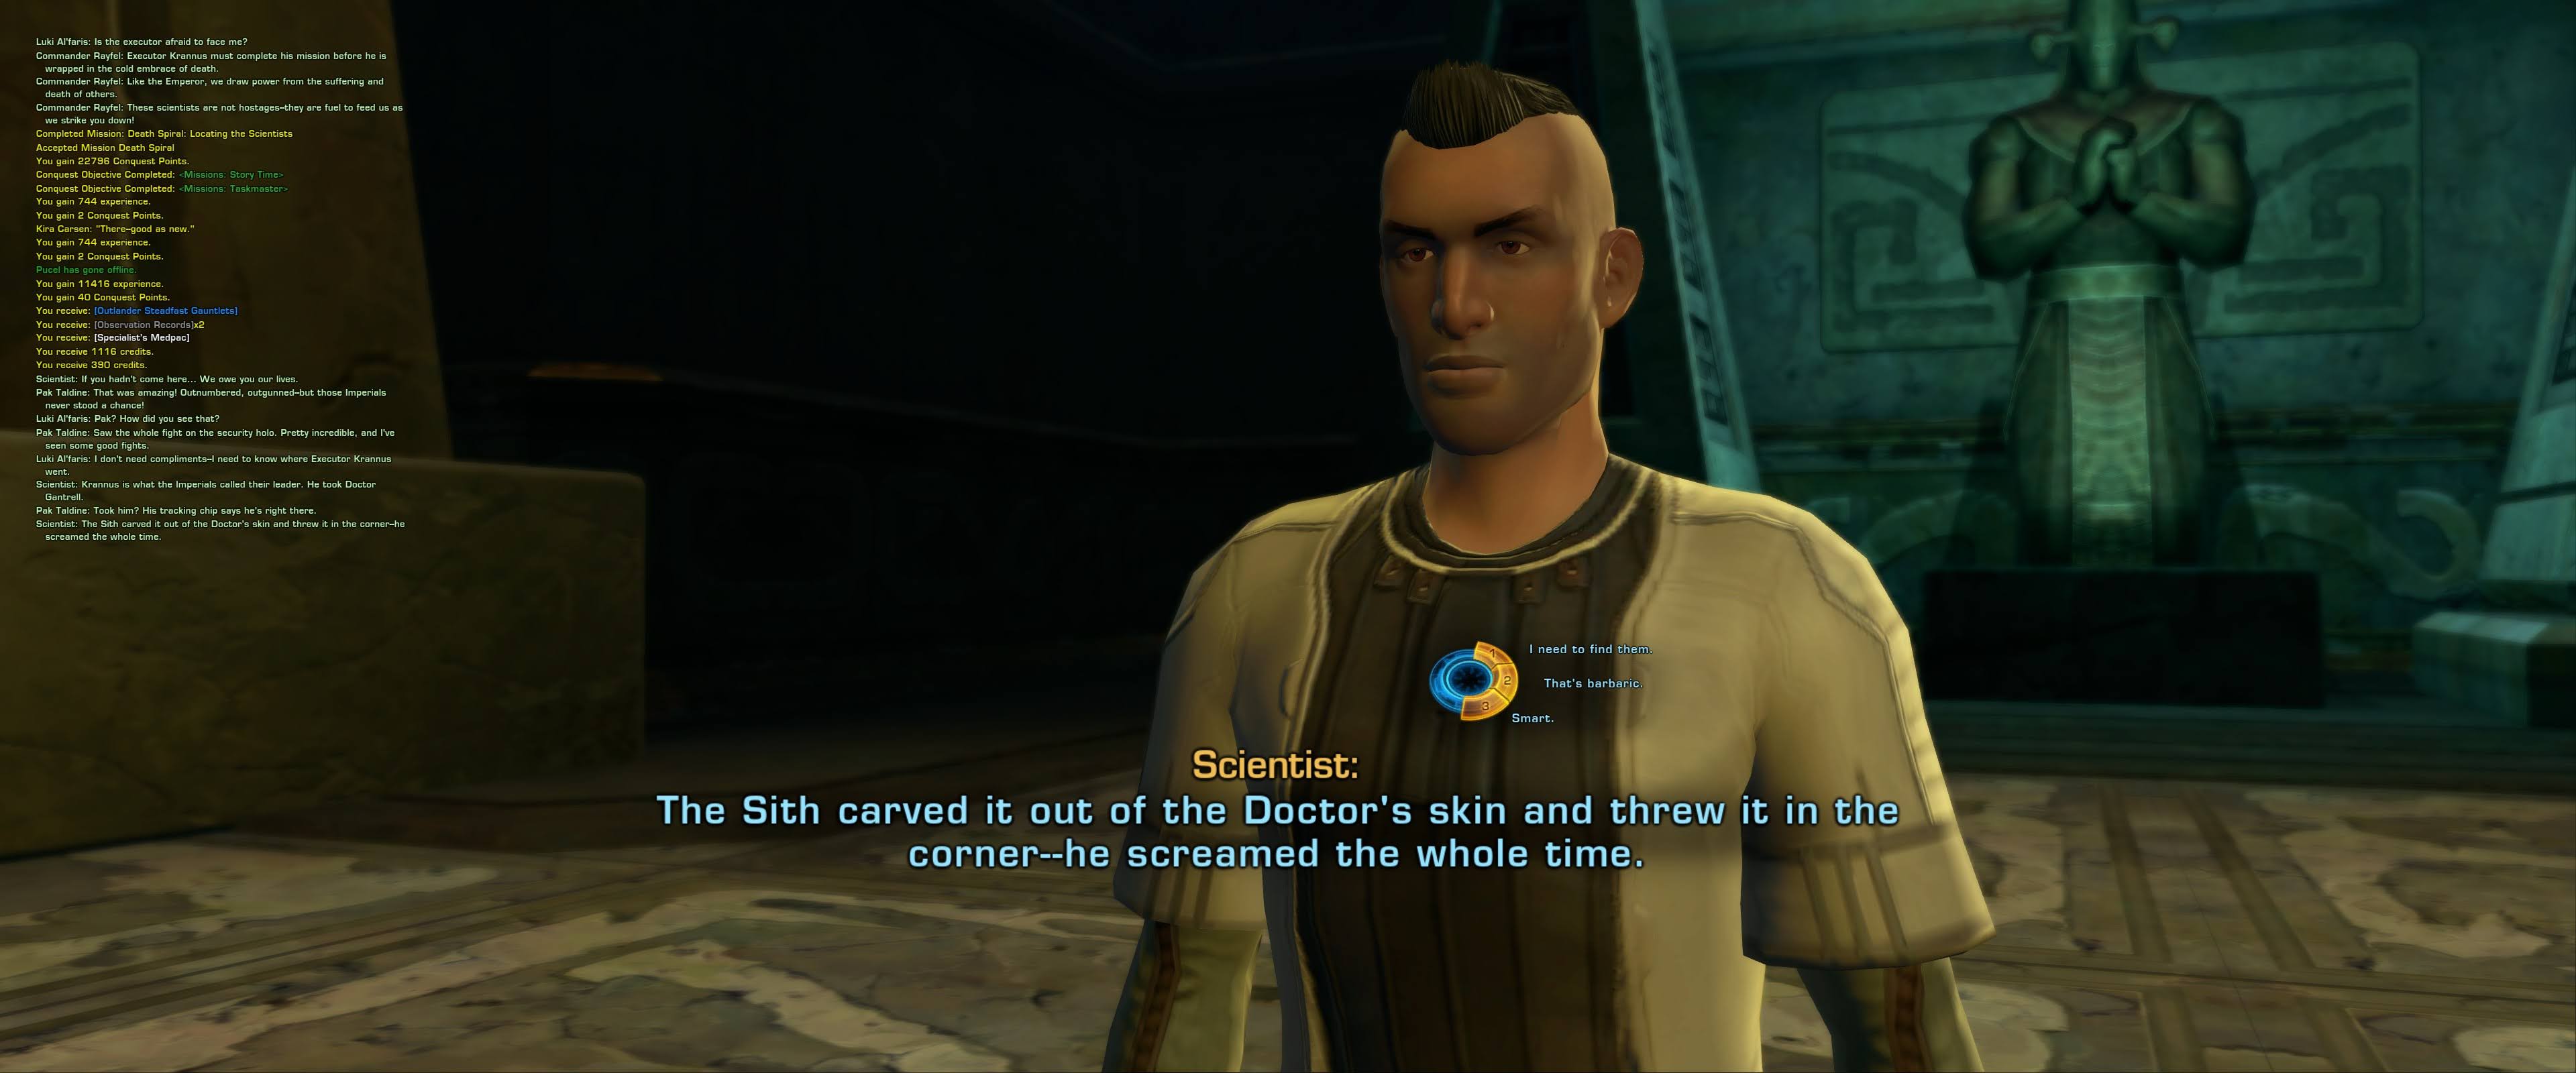 Luki Al'faris: Is the executor afraid to face me?
Commander Rayfel: Executor Krannus must complete his mission before he is
wrapped in the cold embrace of death.
Commander Rayfel: Like the Emperor, we draw power from the suffering and
death of others.
Commander Rayfel: These scientists are not hostages--they are fuel to feed us as
we strike you down!
Completed Mission: Death Spiral: Locating the Scientists
Accepted Mission Death Spiral
You gain 22796 Conquest Points.
Conquest Objective Completed: <Missions: Story Time>
Conquest Objective Completed: <Missions: Taskmaster>
You gain 744 experience.
You gain 2 Conquest Points.
Kira Carsen: "There--good as new."
You gain 744 experience.
You gain 2 Conquest Points.
Pucel has gone offline.
You gain 11416 experience.
You gain 40 Conquest Points.
You receive: [Outlander Steadfast Gauntlets]
You receive: [Observation Records]x2
You receive: [Specialist's Medpac]
You receive 1116 credits.
You receive 390 credits.
Scientist: If you hadn't come here... We owe you our lives.
Pak Taldine: That was amazing! Outnumbered, outgunned--but those Imperials
never stood a chance!
Luki Al'faris: Pak? How did you see that?
Pak Taldine: Saw the whole fight on the security holo. Pretty incredible, and I've
seen some good fights.
Luki Al'faris: I don't need compliments--I need to know where Executor Krannus
went.
Scientist: Krannus is what the Imperials called their leader. He took Doctor
Gantrell.
Pak Taldine: Took him? His tracking chip says he's right there.
Scientist: The Sith carved it out of the Doctor's skin and threw it in the corner--he
screamed the whole time.
1 I need to find them.
2 That's barbaric.
3 Smart.
Scientist:
The Sith carved it out of the Doctor's skin and threw it in the
corner--he screamed the whole time.